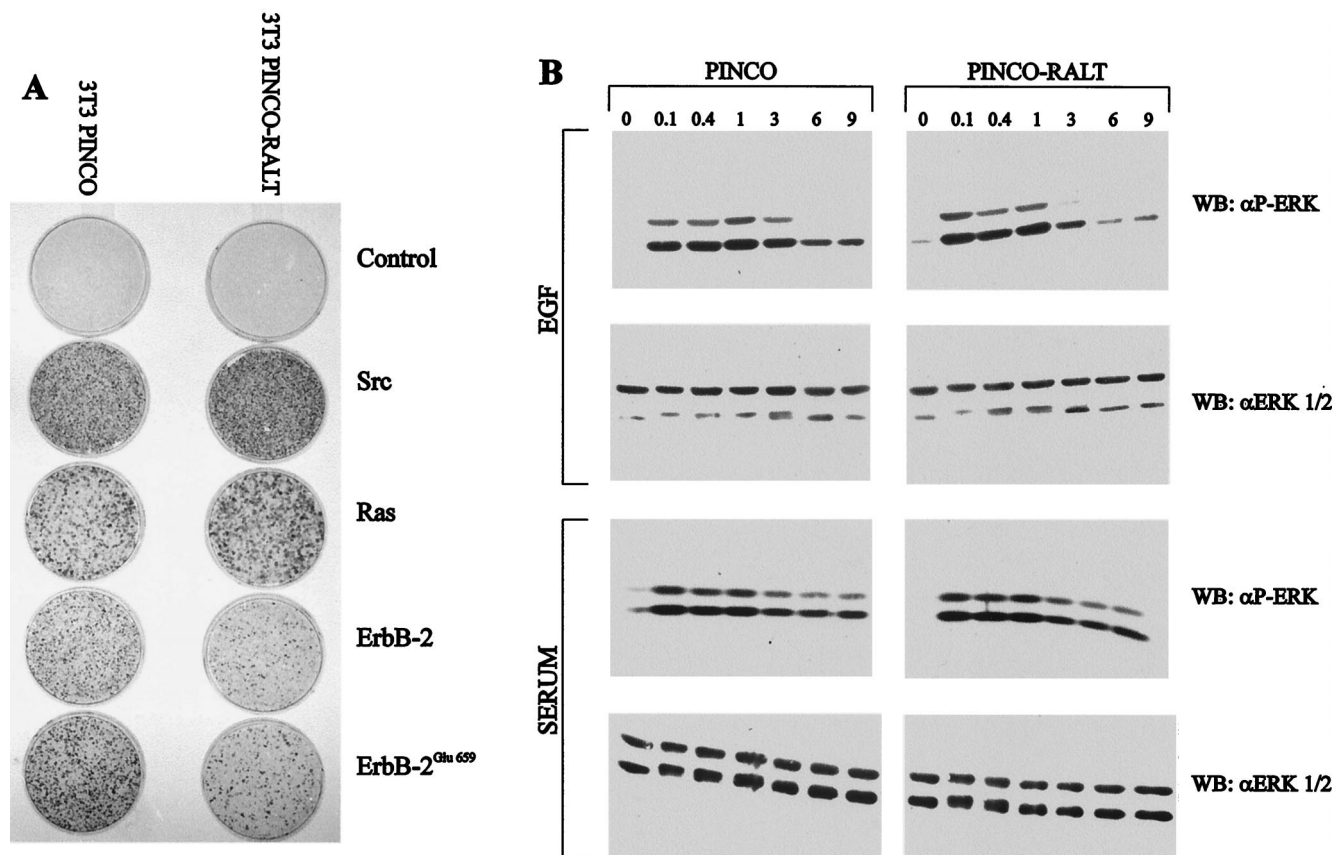 A
3T3 PINCO
3T3 PINCO-RALT
Control
Src
Ras
ErbB-2
ErbB-2Glu 659
B
PINCO
PINCO-RALT
0 0.1 0.4 1 3 6 9
0 0.1 0.4 1 3 6 9
EGF
WB: αP-ERK
WB: αERK 1/2
SERUM
WB: αP-ERK
WB: αERK 1/2